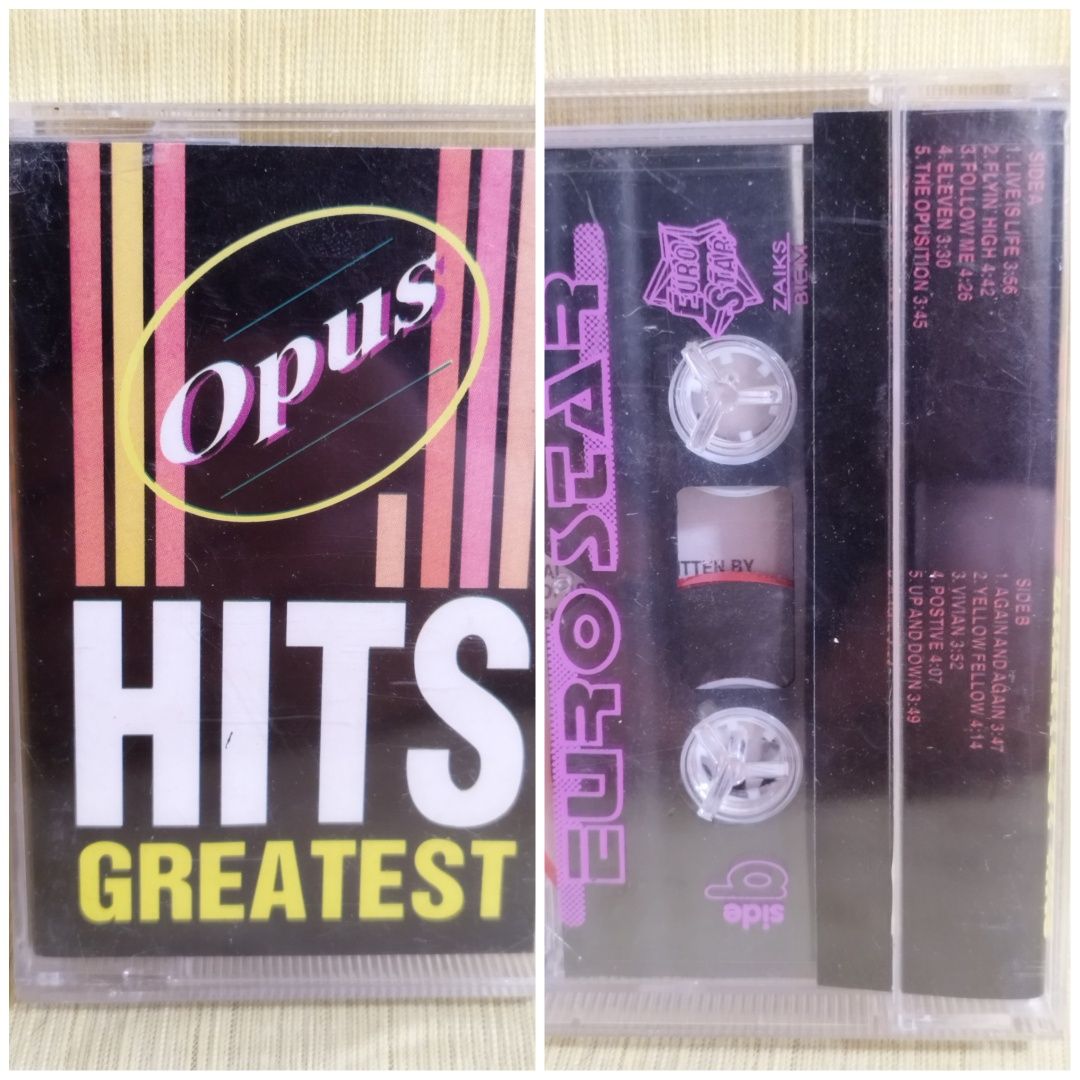 Opus
HITS
GREATEST
EURO STAR
EURO
STAR
ZAIKS
BIEM
ITTEN BY
side b
SIDE A
1. LIVE IS LIFE 3:56
2. FLYIN' HIGH 4:42
3. FOLLOW ME 4:26
4. ELEVEN 3:30
5. THE OPUSITION 3:45
SIDE B
1. AGAIN AND AGAIN 3:47
2. YELLOW FELLOW 4:14
3. VIVIAN 3:52
4. POSTIVE 4:07
5. UP AND DOWN 3:49